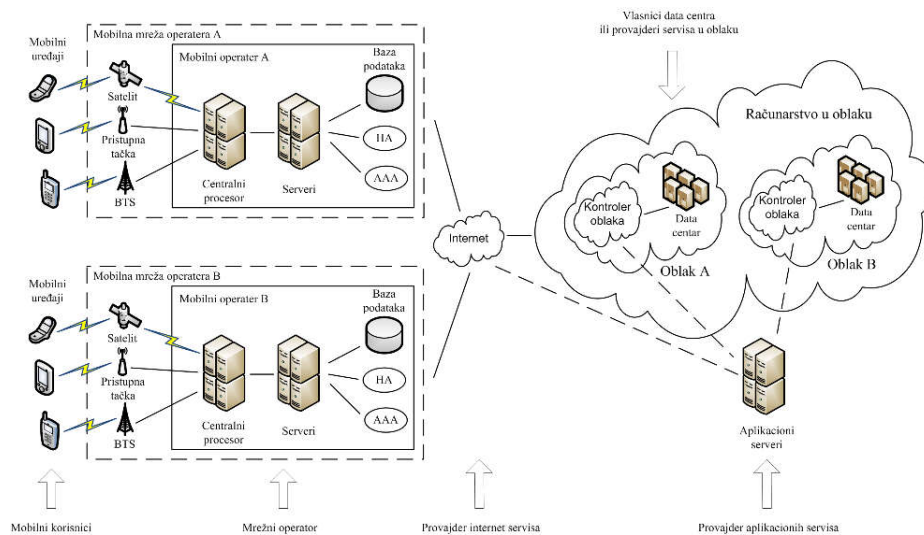 Vlasnici data centra
ili provajderi servisa u oblaku
Mobilni
uređaji
Mobilna mreža operatera A
Mobilni operater A
Baza
podataka
Satelit
Pristupna
tačka
BTS
Centralni
procesor
Serveri
HA
AAA
Računarstvo u oblaku
Kontroler
oblaka
Data
centar
Oblak A
Kontroler
oblaka
Data
centar
Oblak B
Internet
Mobilni
uređaji
Mobilna mreža operatera B
Mobilni operater B
Baza
podataka
Satelit
Pristupna
tačka
BTS
Centralni
procesor
Serveri
HA
AAA
Aplikacioni
serveri
Mobilni korisnici
Mrežni operator
Provajder internet servisa
Provajder aplikacionih servisa